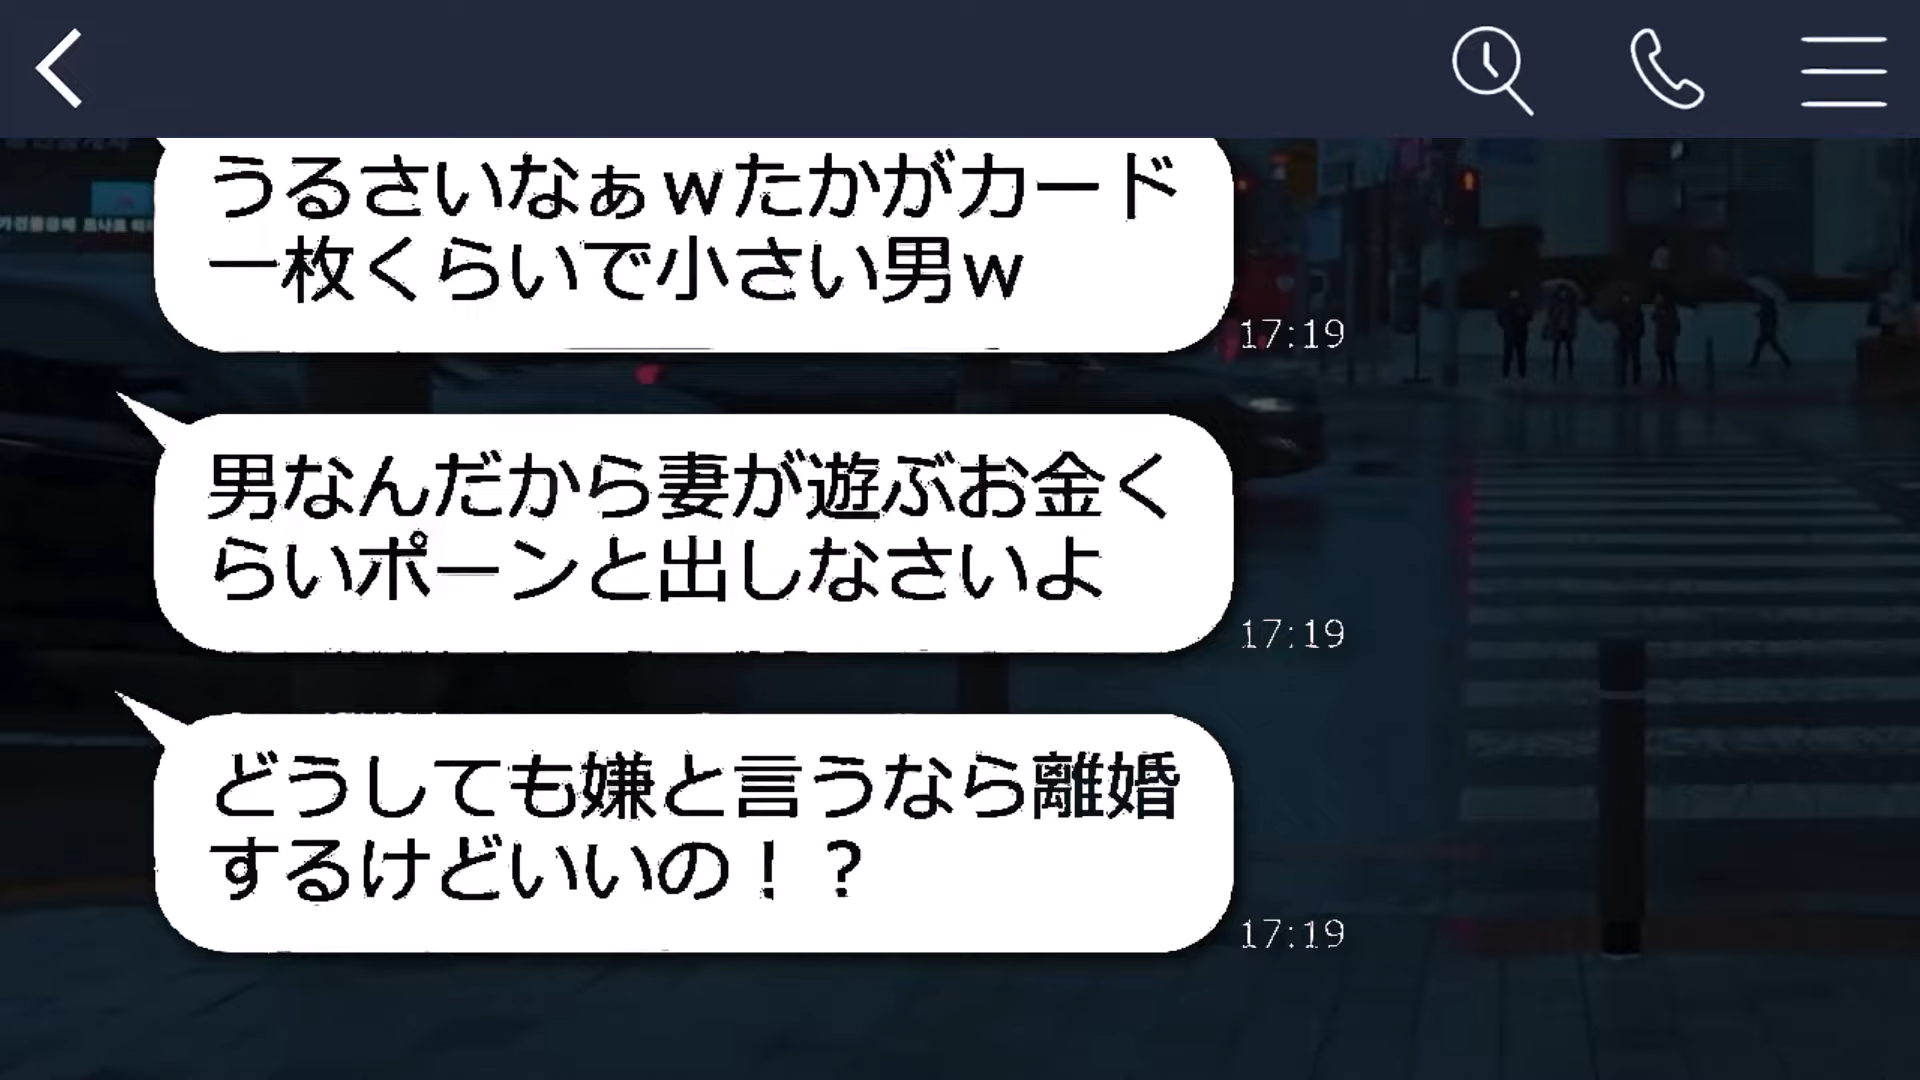 うるさいなぁｗたかがカード
一枚くらいで小さい男ｗ
17:19
男なんだから妻が遊ぶお金く
らいポーンと出しなさいよ
17:19
どうしても嫌と言うなら離婚
するけどいいの！？
17:19